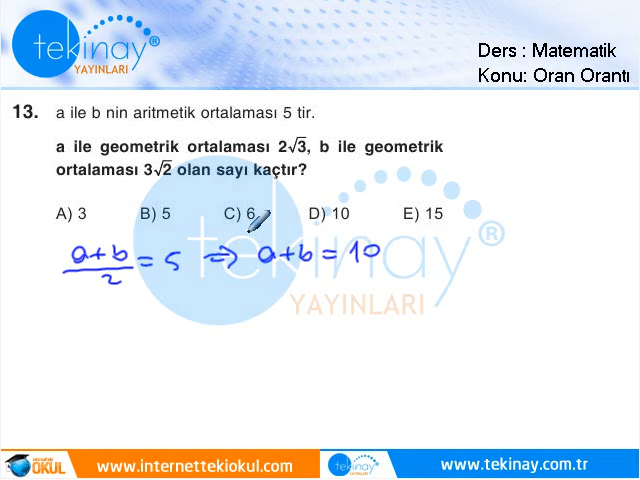 tekinay®
YAYINLARI
Ders : Matematik
Konu: Oran Orantı
13. a ile b nin aritmetik ortalaması 5 tir.
a ile geometrik ortalaması 2√3, b ile geometrik
ortalaması 3√2 olan sayı kaçtır?
A) 3 B) 5 C) 6 D) 10 E) 15
a+b/2 = 5 ⇒ a+b = 10
tekinay®
YAYINLARI
internetteki OKUL www.internettekiokul.com tekinay® YAYINLARI www.tekinay.com.tr